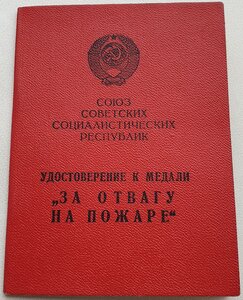 СОЮЗ
СОВЕТСКИХ
СОЦИАЛИСТИЧЕСКИХ
РЕСПУБЛИК
УДОСТОВЕРЕНИЕ К МЕДАЛИ
„ЗА ОТВАГУ
НА ПОЖАРЕ“